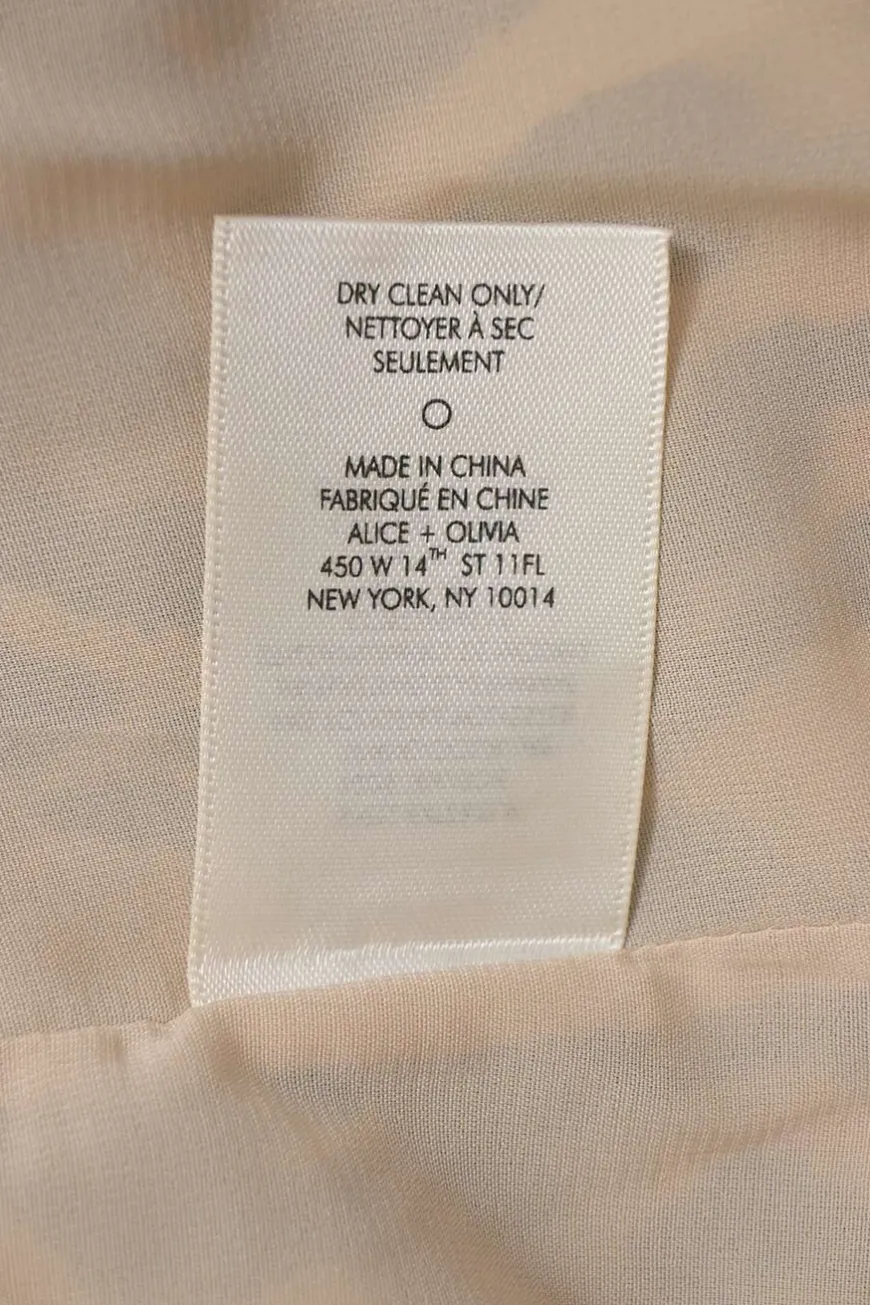 DRY CLEAN ONLY/
NETTOYER À SEC
SEULEMENT
MADE IN CHINA
FABRIQUÉ EN CHINE
ALICE + OLIVIA
450 W 14TH ST 11FL
NEW YORK, NY 10014